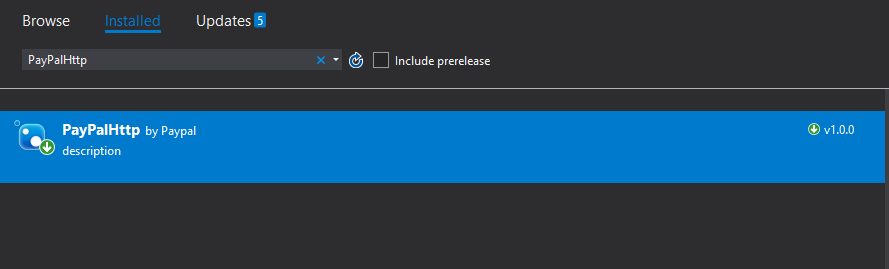 Browse Installed Updates 5
PayPalHttp Include prerelease
PayPalHttp by Paypal v1.0.0
description